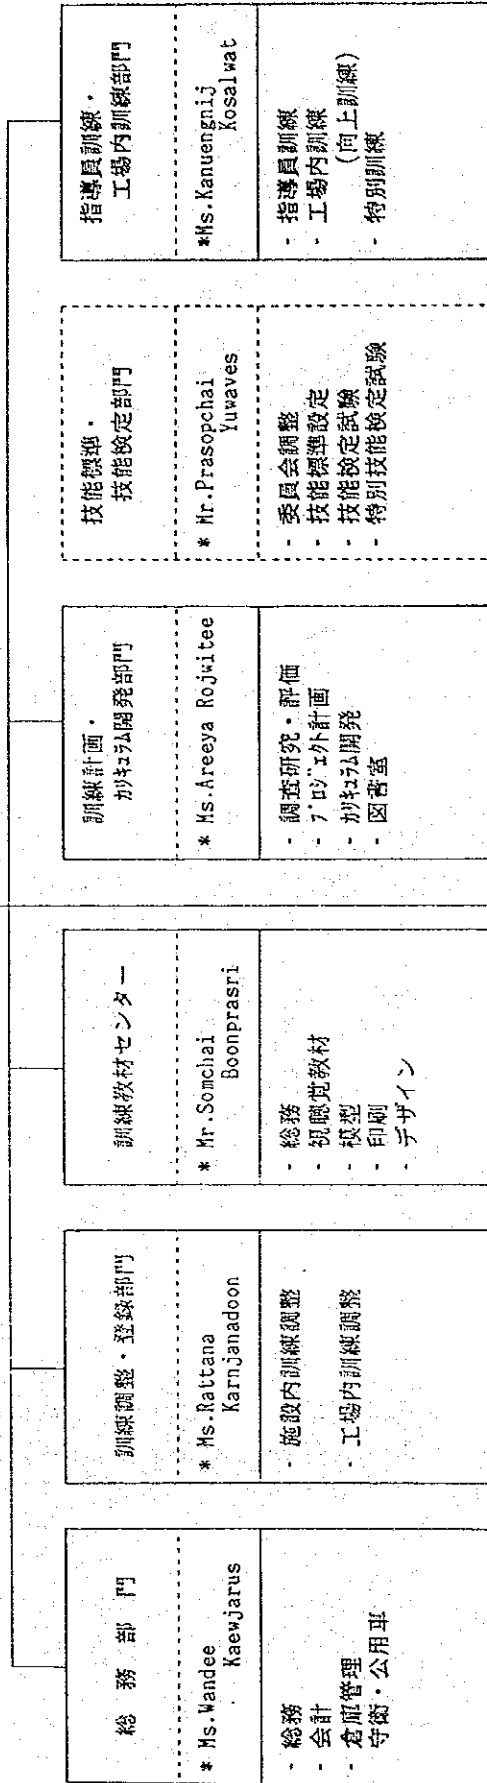 総務部門
* Ms.Wandee
Kaewjarus
- 総務
- 会計
- 倉庫管理
守衛・公用車
訓練調整・登録部門
* Ms.Rattana
Karnjanadoon
- 施設内訓練調整
- 工場内訓練調整
訓練教材センター
* Mr.Somchai
Boonprasri
- 総務
- 視聴覚教材
- 模型
- 印刷
- デザイン
訓練計画・
カリキュラム開発部門
* Ms.Areeya Rojwitee
- 調査研究・評価
- プロジェクト計画
- カリキュラム開発
- 図書室
技能標準・
技能検定部門
* Mr.Prasopchai
Yuwaves
- 委員会調整
- 技能標準設定
- 技能検定試験
- 特別技能検定試験
指導員訓練・
工場内訓練部門
*Ms.Kanuengnij
Kosalwat
- 指導員訓練
- 工場内訓練
(向上訓練)
- 特別訓練